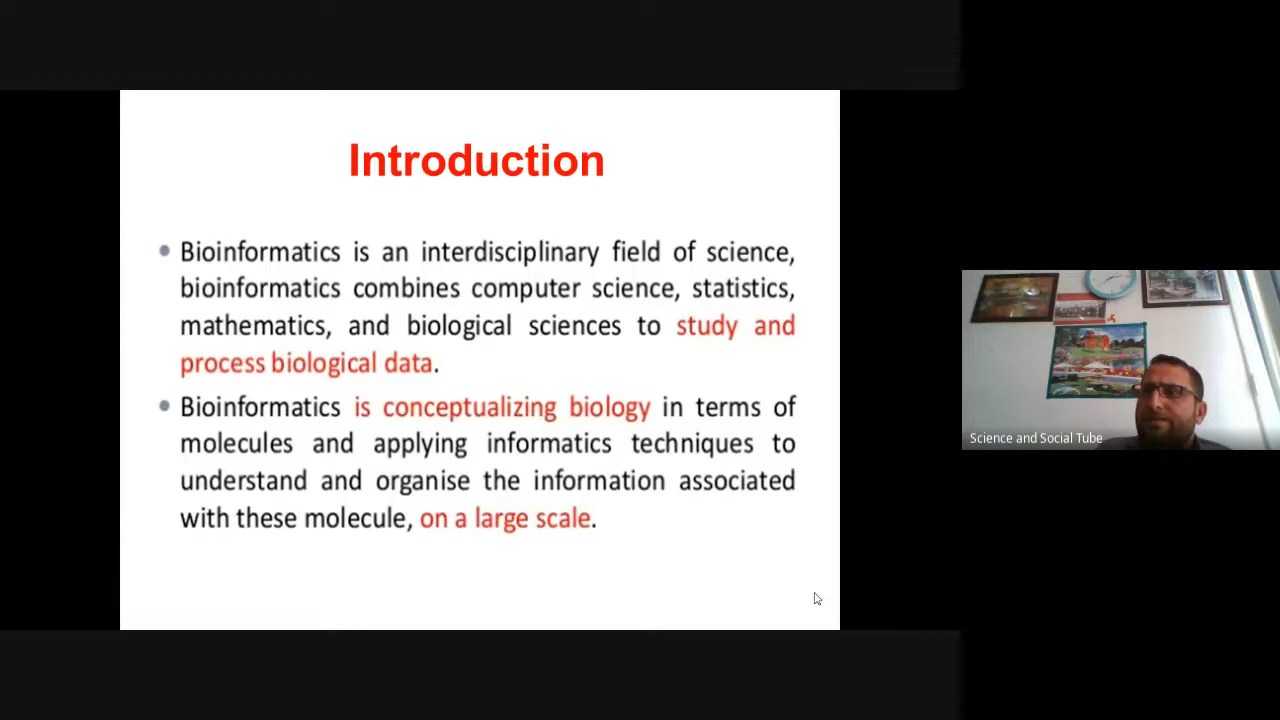 Introduction
Bioinformatics is an interdisciplinary field of science,
bioinformatics combines computer science, statistics,
mathematics, and biological sciences to study and
process biological data.
Bioinformatics is conceptualizing biology in terms of
molecules and applying informatics techniques to
understand and organise the information associated
with these molecule, on a large scale.
Science and Social Tube